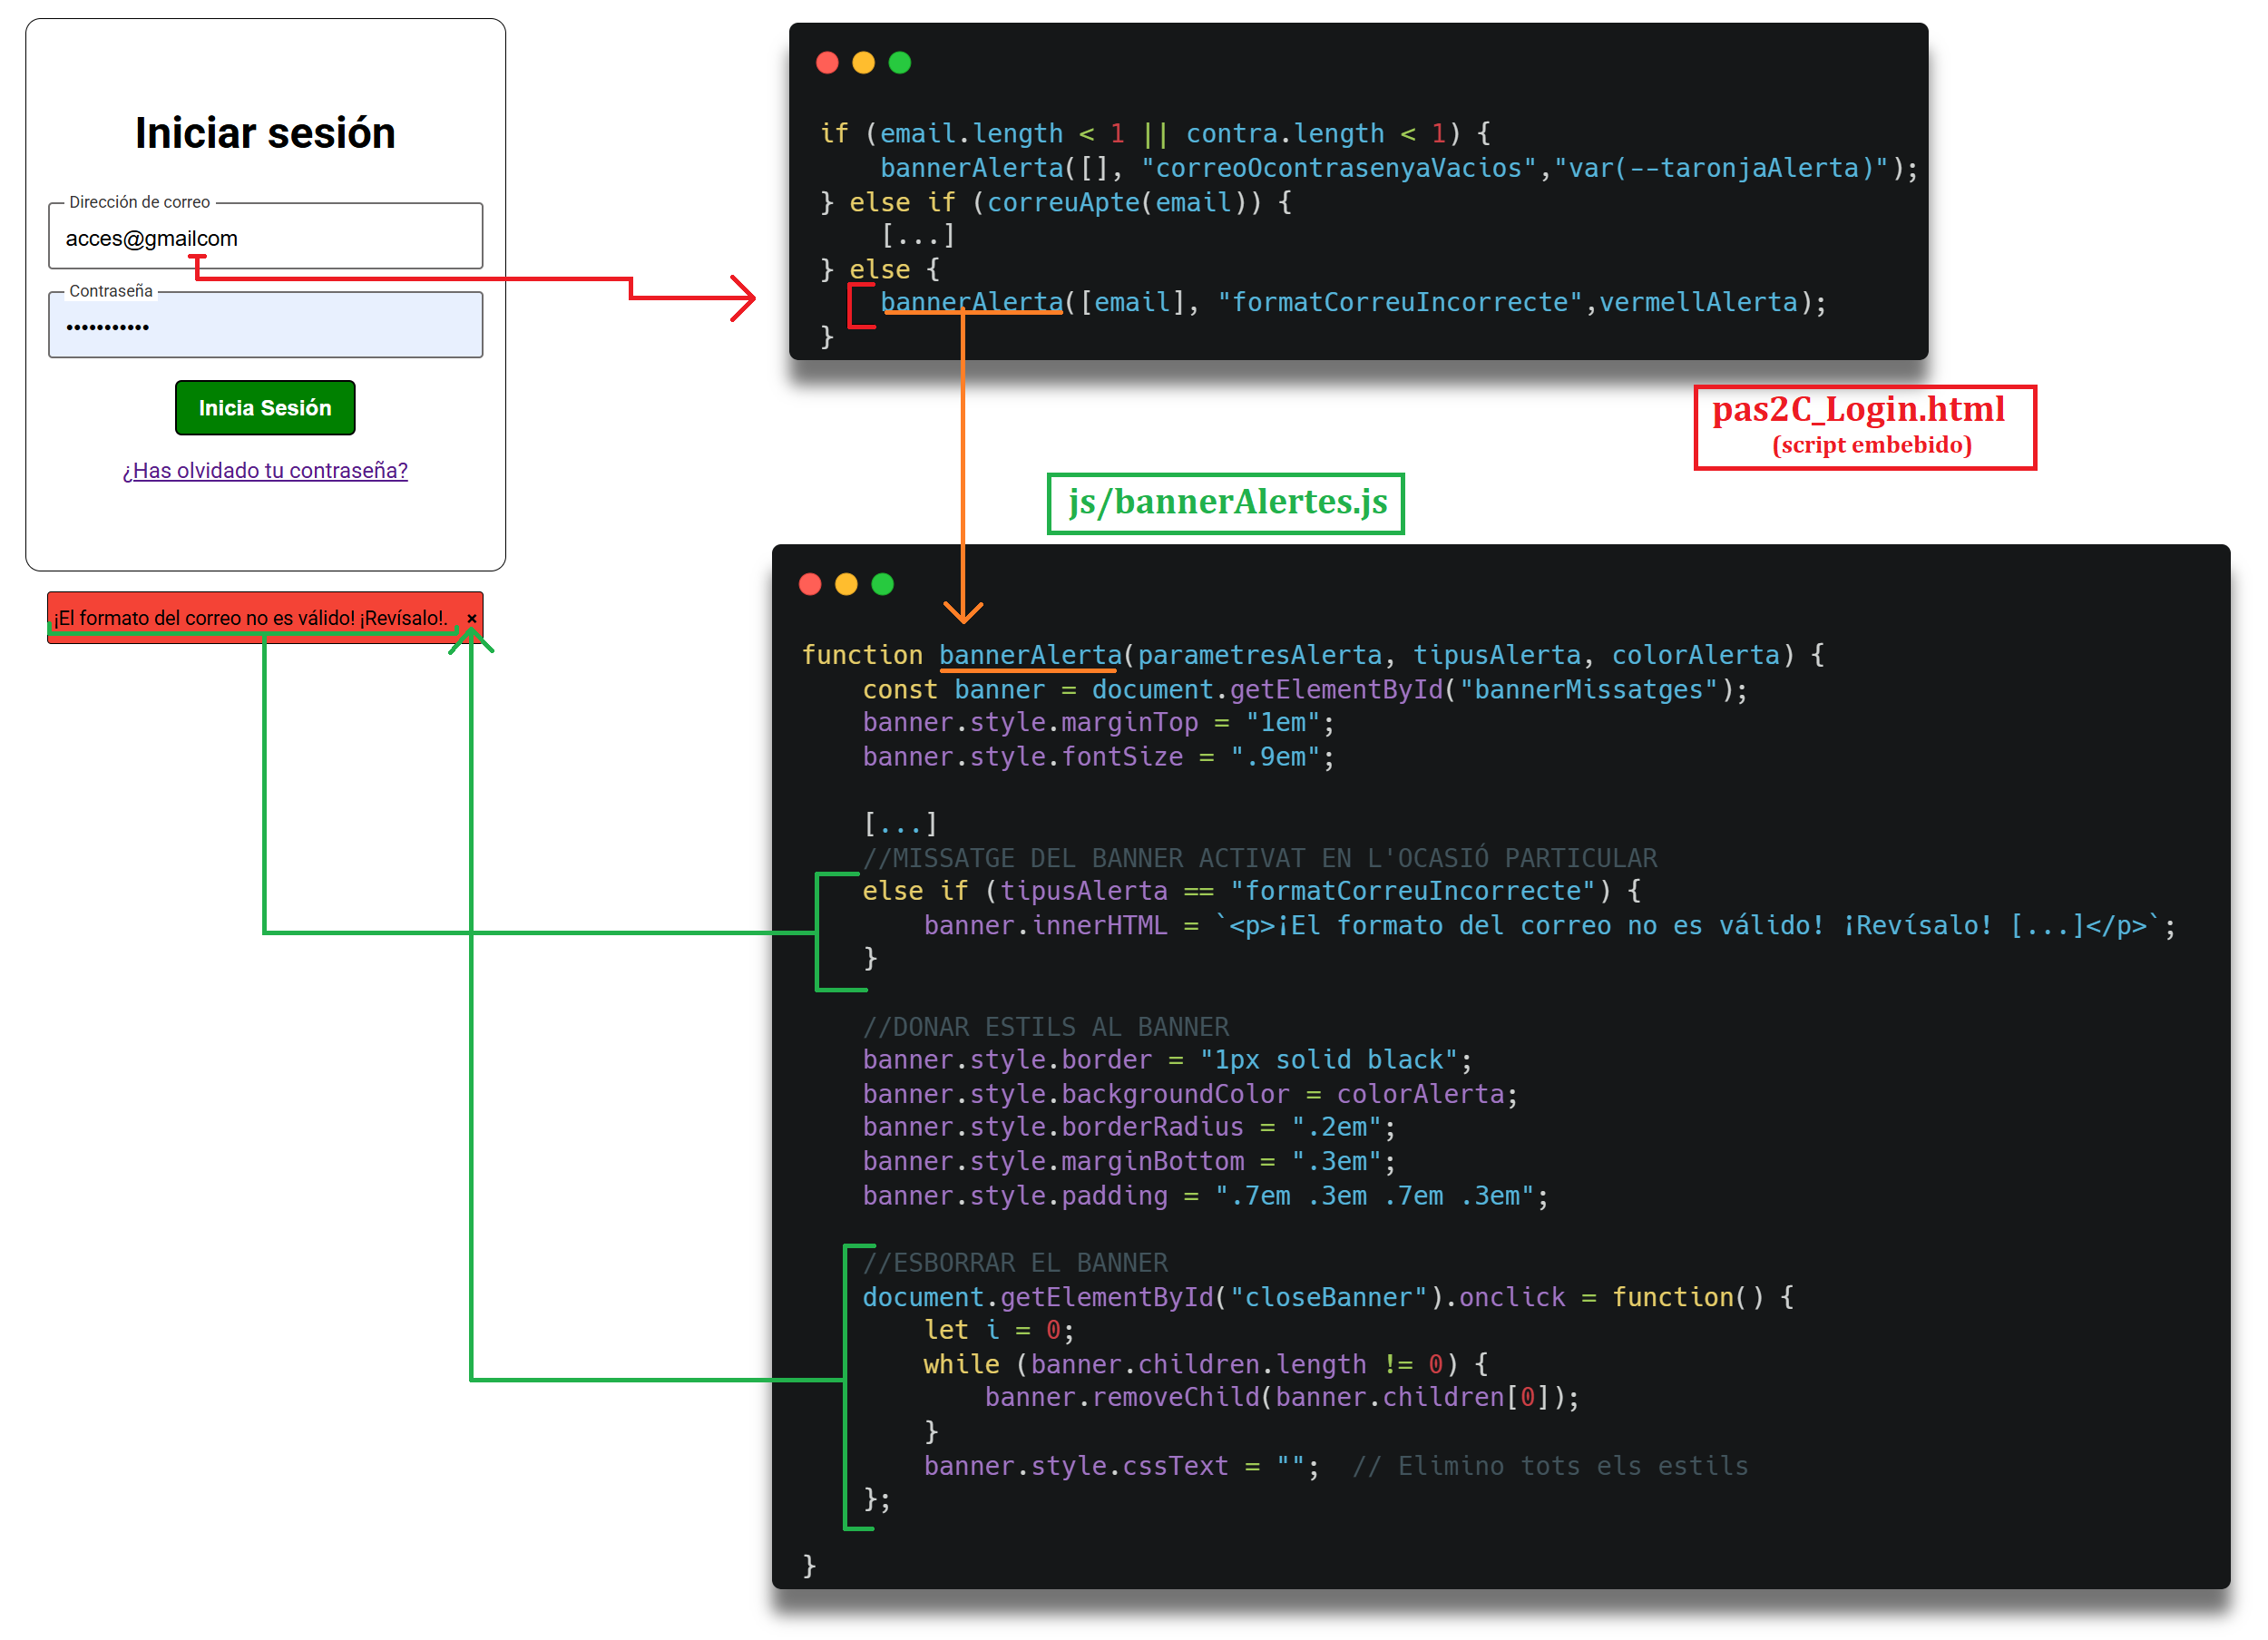 Iniciar sesión
Dirección de correo
acces@gmailcom
Contraseña
•••••••••••
Inicia Sesión
¿Has olvidado tu contraseña?
¡El formato del correo no es válido! ¡Revísalo!. ×
if (email.length < 1 || contra.length < 1) {
    bannerAlerta([], "correoOcontrasenyaVacios","var(--taronjaAlerta)");
} else if (correuApte(email)) {
    [...]
} else {
    bannerAlerta([email], "formatCorreuIncorrecte",vermellAlerta);
}
pas2C_Login.html
(script embebido)
js/bannerAlertes.js
function bannerAlerta(parametresAlerta, tipusAlerta, colorAlerta) {
    const banner = document.getElementById("bannerMissatges");
    banner.style.marginTop = "1em";
    banner.style.fontSize = ".9em";
    [...]
    //MISSATGE DEL BANNER ACTIVAT EN L'OCASIÓ PARTICULAR
    else if (tipusAlerta == "formatCorreuIncorrecte") {
        banner.innerHTML = `<p>¡El formato del correo no es válido! ¡Revísalo! [...]</p>`;
    }
    //DONAR ESTILS AL BANNER
    banner.style.border = "1px solid black";
    banner.style.backgroundColor = colorAlerta;
    banner.style.borderRadius = ".2em";
    banner.style.marginBottom = ".3em";
    banner.style.padding = ".7em .3em .7em .3em";
    //ESBORRAR EL BANNER
    document.getElementById("closeBanner").onclick = function() {
        let i = 0;
        while (banner.children.length != 0) {
            banner.removeChild(banner.children[0]);
        }
        banner.style.cssText = "";  // Elimino tots els estils
    };
}